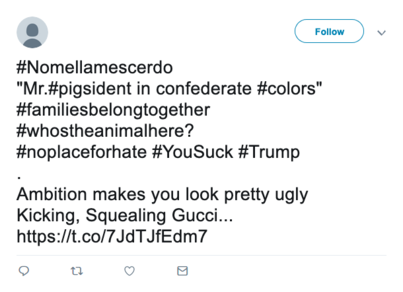 Follow
#Nomellamescerdo
"Mr.#pigsident in confederate #colors"
#familiesbelongtogether
#whostheanimalhere?
#noplaceforhate #YouSuck #Trump
.
Ambition makes you look pretty ugly
Kicking, Squealing Gucci...
https://t.co/7JdTJfEdm7